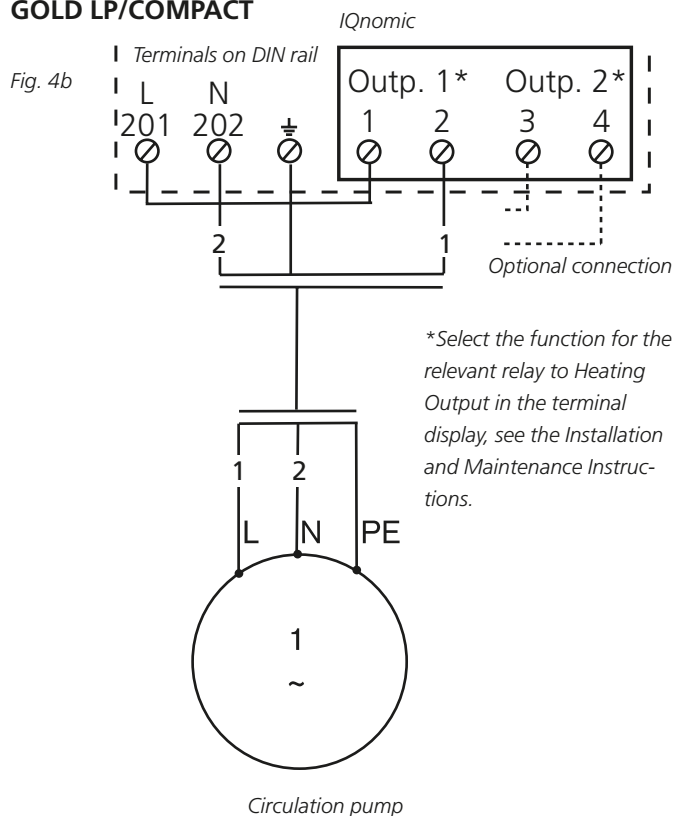 GOLD LP/COMPACT
IQnomic
Fig. 4b
Terminals on DIN rail
L N
201 202
Outp. 1* Outp. 2*
1 2 3 4
2 1
Optional connection
*Select the function for the
relevant relay to Heating
Output in the terminal
display, see the Installation
and Maintenance Instruc-
tions.
1 2
L N PE
1
~
Circulation pump